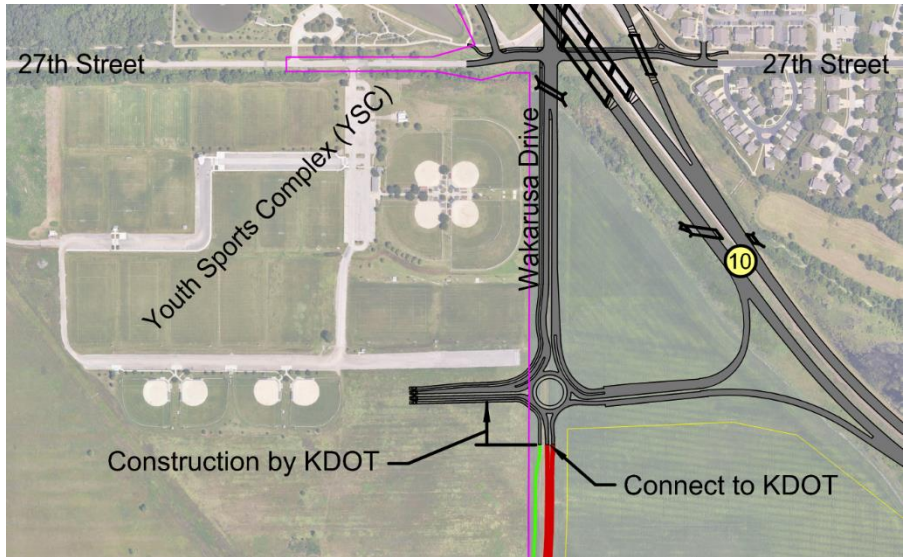 27th Street
27th Street
Youth Sports Complex (YSC)
Wakarusa Drive
10
Construction by KDOT
Connect to KDOT